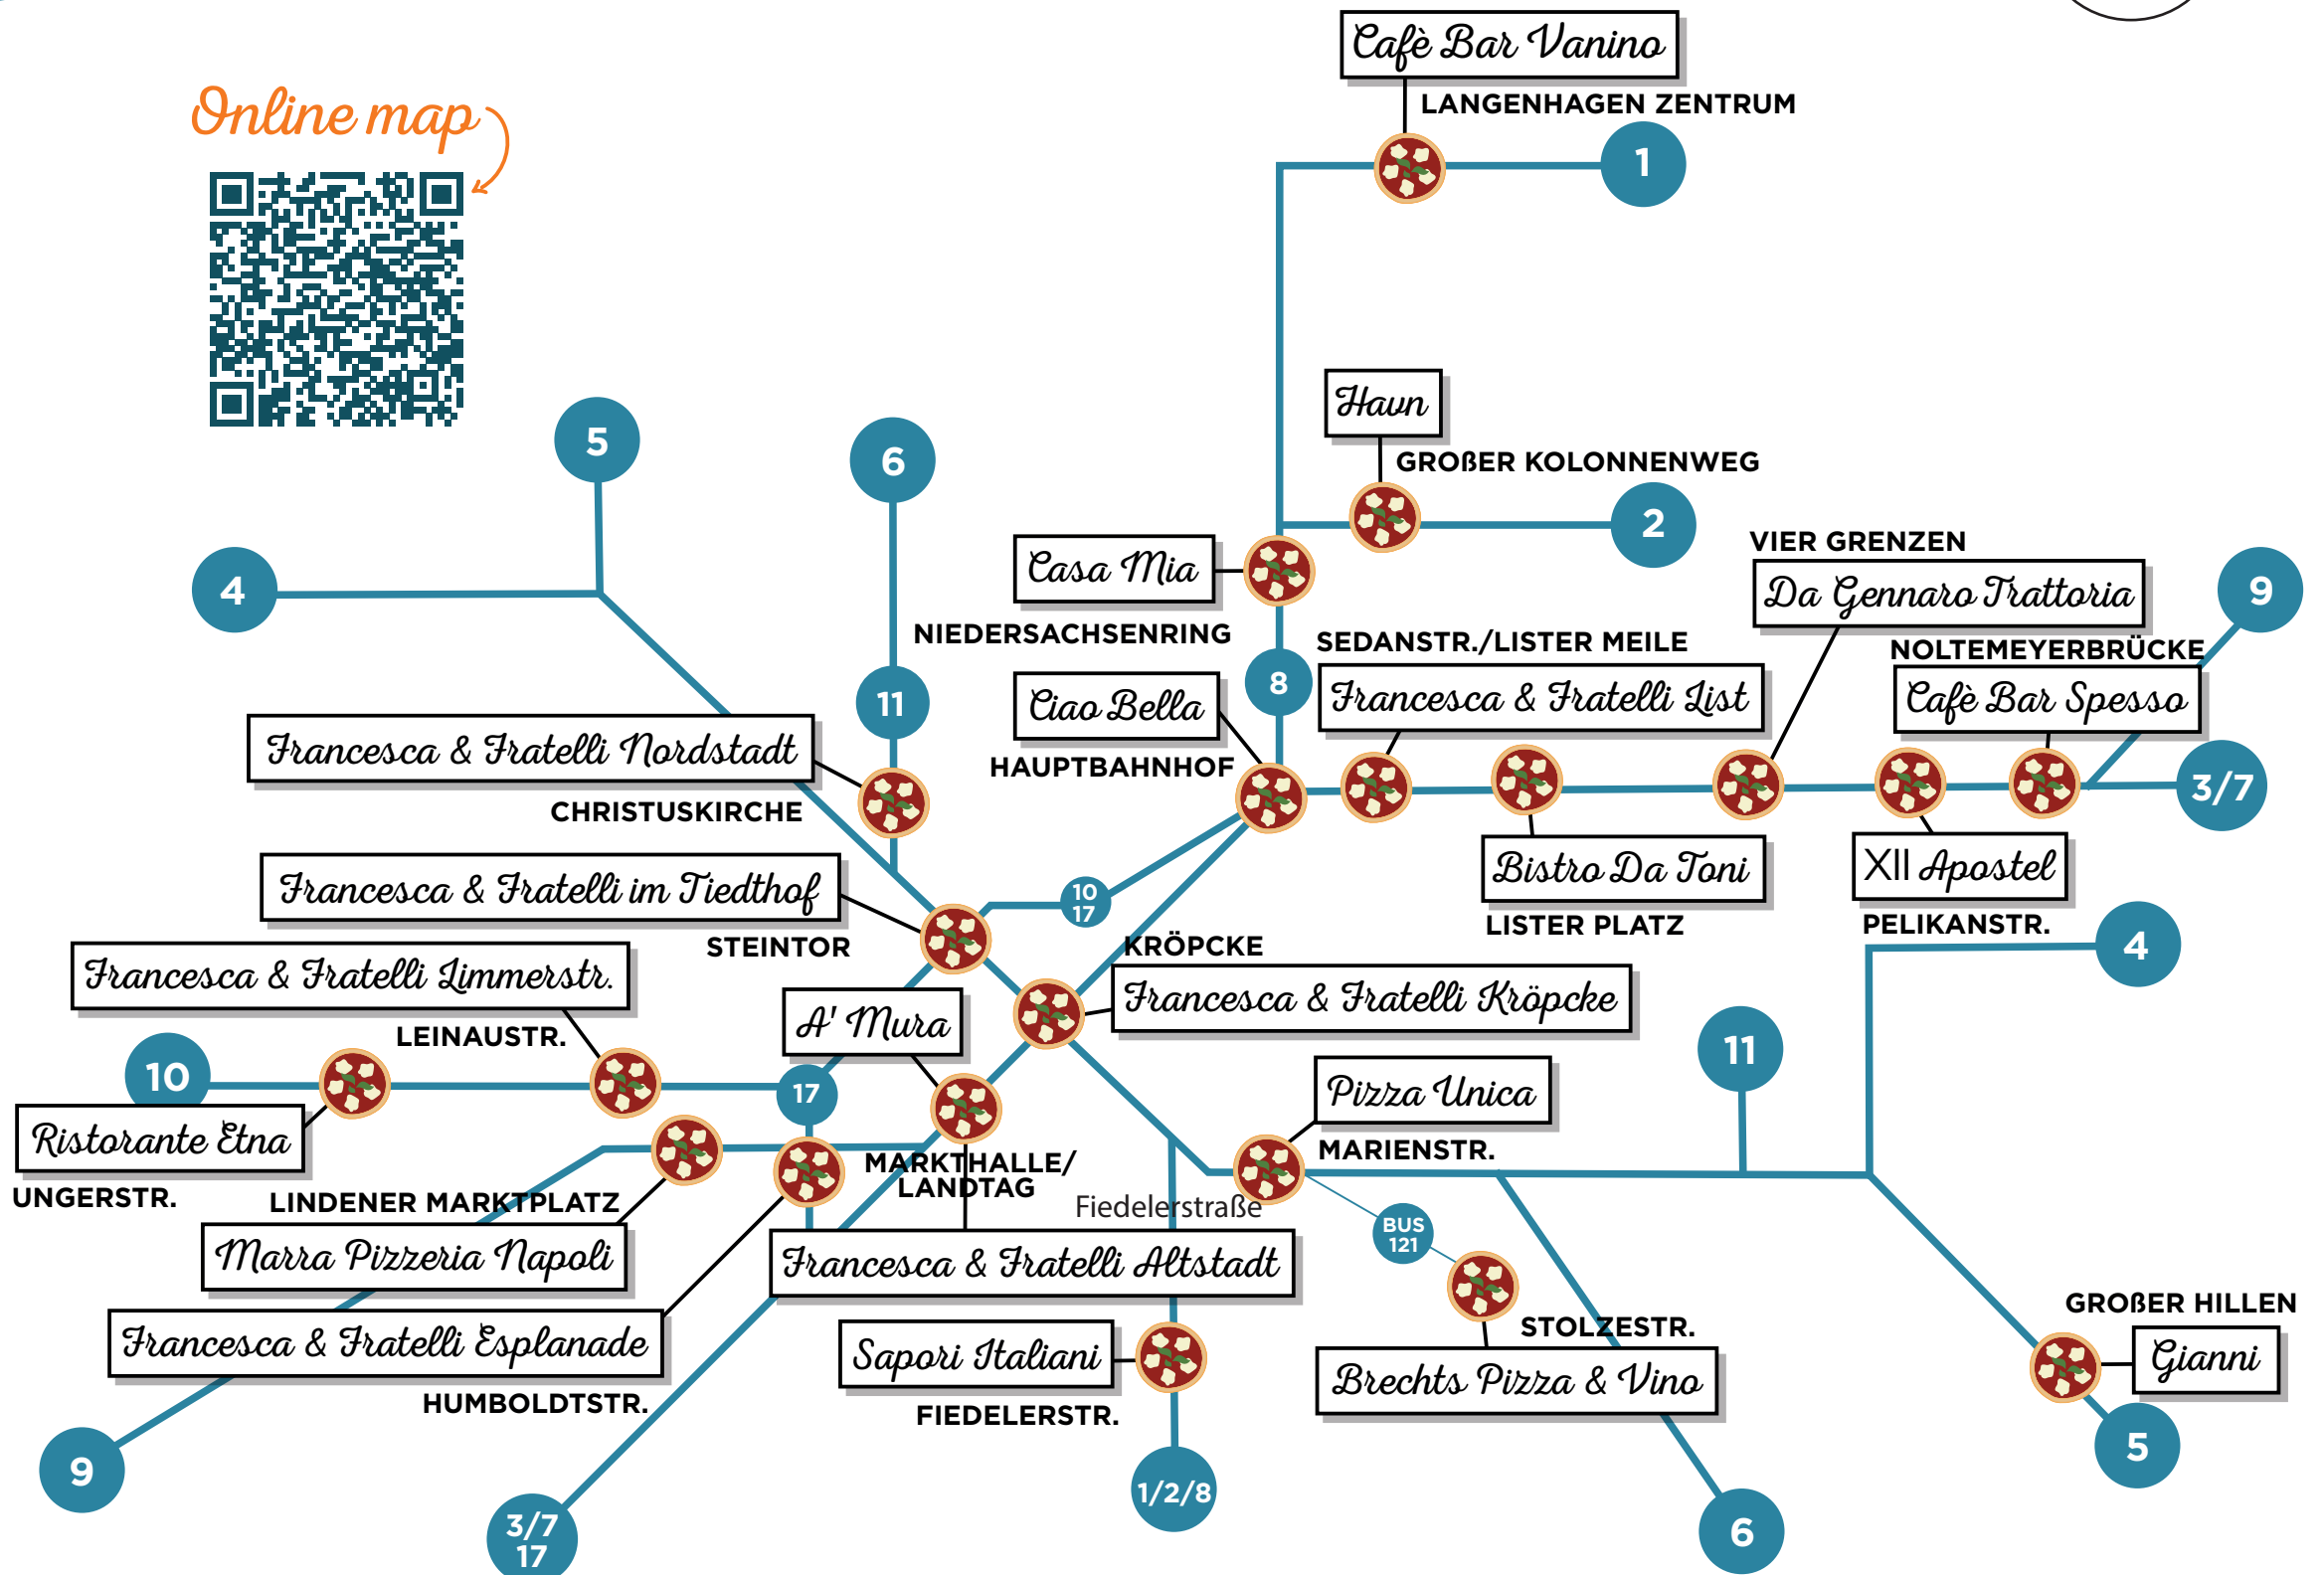 Cafè Bar Vanino
LANGENHAGEN ZENTRUM
1
Online map
Havn
GROßER KOLONNENWEG
2
5
6
4
Casa Mia
NIEDERSACHSENRING
VIER GRENZEN
Da Gennaro Trattoria
9
8
SEDANSTR./LISTER MEILE
Francesca & Fratelli List
NOLTEMEYERBRÜCKE
Cafè Bar Spesso
11
Ciao Bella
HAUPTBAHNHOF
3/7
Francesca & Fratelli Nordstadt
CHRISTUSKIRCHE
Bistro Da Toni
LISTER PLATZ
XII Apostel
PELIKANSTR.
Francesca & Fratelli im Tiedthof
STEINTOR
10
17
KRÖPCKE
Francesca & Fratelli Kröpcke
4
Francesca & Fratelli Limmerstr.
LEINAUSTR.
A' Mura
11
10
17
Ristorante Etna
UNGERSTR.
Pizza Unica
MARIENSTR.
MARKTHALLE/
LANDTAG
Fiedelerstraße
LINDENER MARKTPLATZ
Marra Pizzeria Napoli
BUS
121
Francesca & Fratelli Altstadt
Francesca & Fratelli Esplanade
HUMBOLDTSTR.
Sapori Italiani
FIEDELERSTR.
STOLZESTR.
Brechts Pizza & Vino
GROßER HILLEN
Gianni
5
9
3/7
17
1/2/8
6